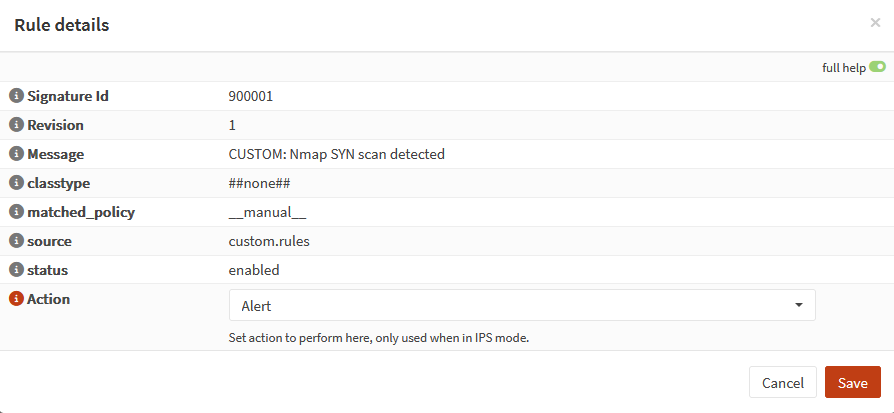 Rule details ×
full help
Signature Id 900001
Revision 1
Message CUSTOM: Nmap SYN scan detected
classtype ##none##
matched_policy __manual__
source custom.rules
status enabled
Action Alert
Set action to perform here, only used when in IPS mode.
Cancel Save